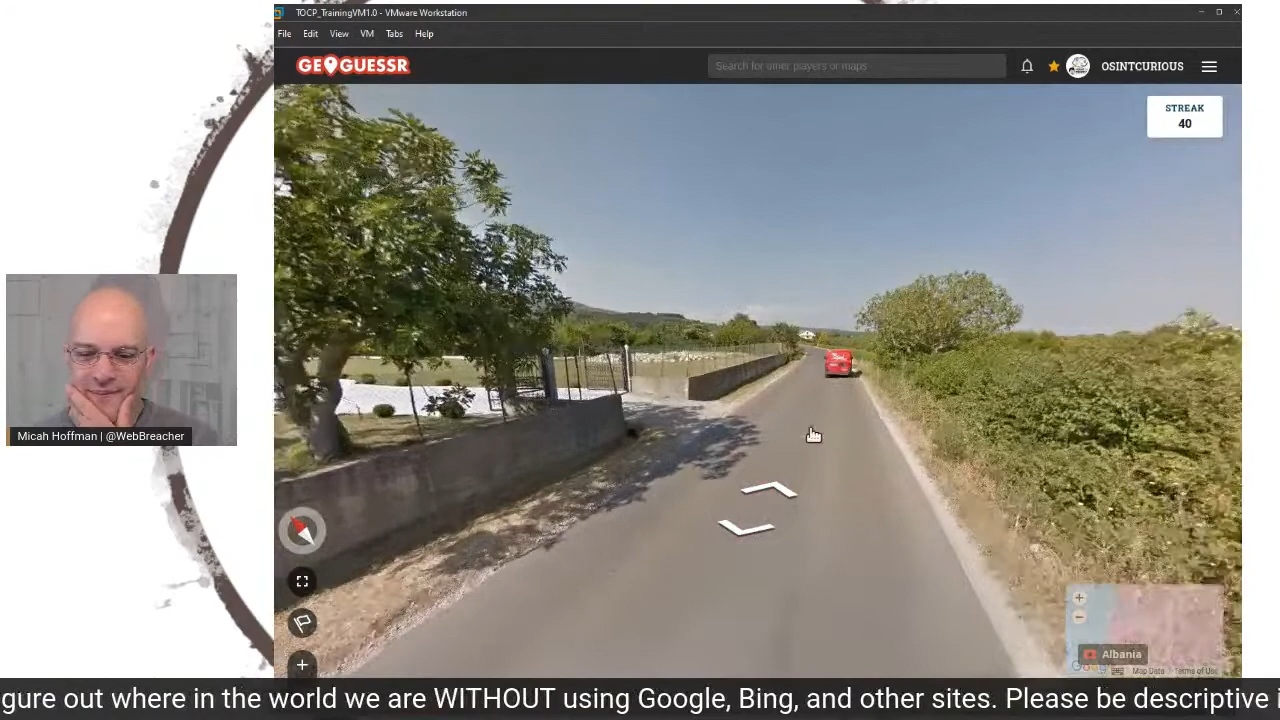 TOCP_TrainingVM1.0 - VMware Workstation
File Edit View VM Tabs Help
GEOGUESSR
Search for other players or maps
OSINTCURIOUS
STREAK
40
Micah Hoffman | @WebBreacher
Albania
Map Data
Terms of Use
gure out where in the world we are WITHOUT using Google, Bing, and other sites. Please be descriptive i